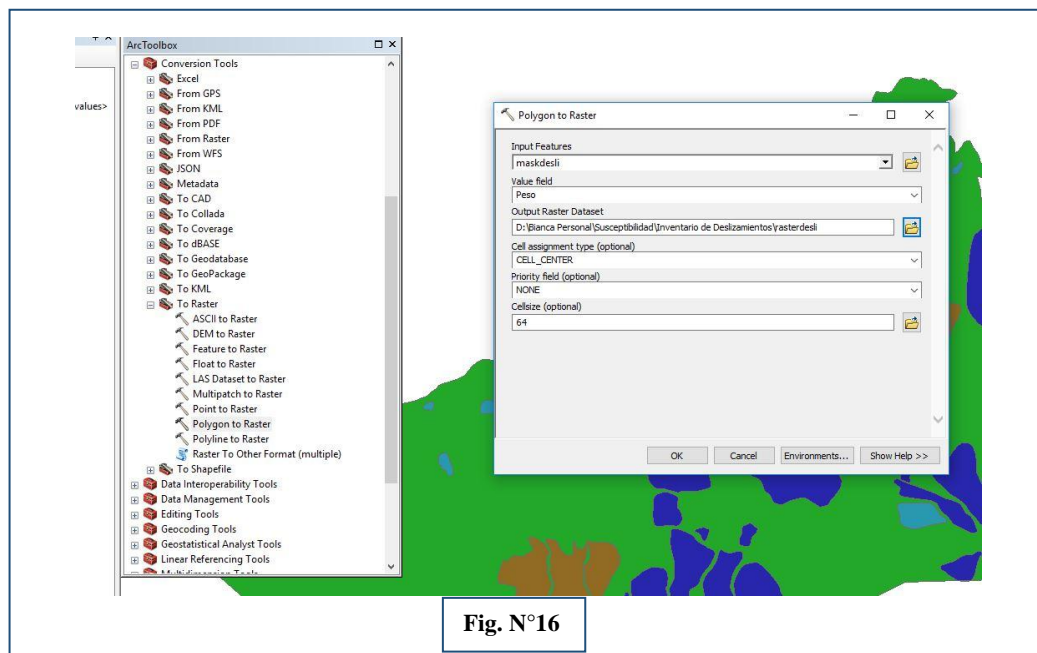 values>
ArcToolbox
Conversion Tools
Excel
From GPS
From KML
From PDF
From Raster
From WFS
JSON
Metadata
To CAD
To Collada
To Coverage
To dBASE
To Geodatabase
To GeoPackage
To KML
To Raster
ASCII to Raster
DEM to Raster
Feature to Raster
Float to Raster
LAS Dataset to Raster
Multipatch to Raster
Point to Raster
Polygon to Raster
Polyline to Raster
Raster To Other Format (multiple)
To Shapefile
Data Interoperability Tools
Data Management Tools
Editing Tools
Geocoding Tools
Geostatistical Analyst Tools
Linear Referencing Tools
Multidimension Tools
Polygon to Raster
Input Features
maskdesli
Value field
Peso
Output Raster Dataset
D:\Bianca Personal\Susceptibilidad\Inventario de Deslizamientos\rasterdesli
Cell assignment type (optional)
CELL_CENTER
Priority field (optional)
NONE
Cellsize (optional)
64
OK
Cancel
Environments...
Show Help >>
Fig. N°16